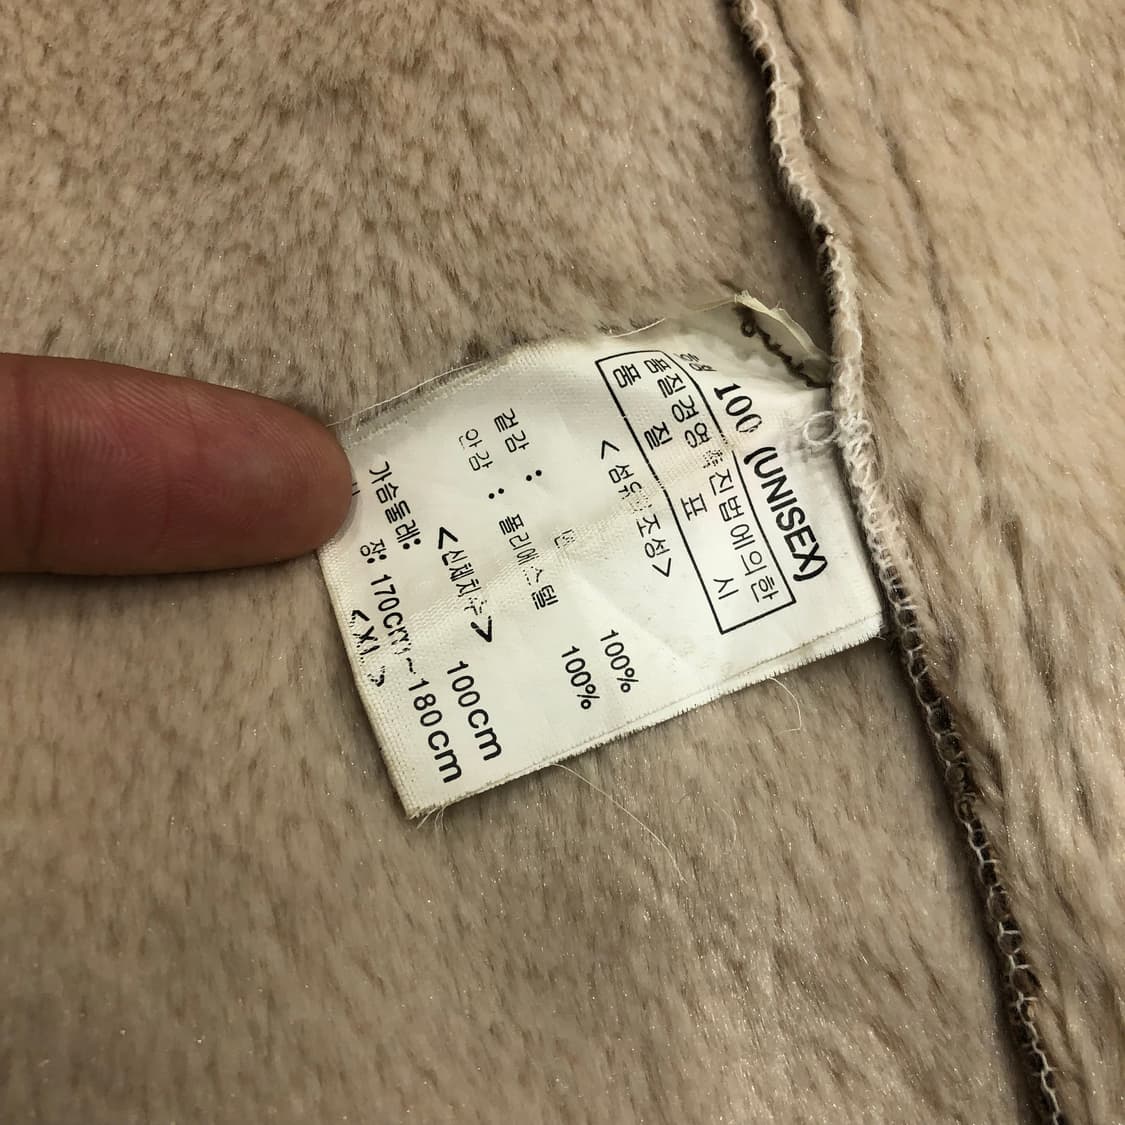 100 (UNISEX)
품질경영촉진법에의한
품 질 표 시
<섬유의조성>
겉감 : 면 100%
안감 : 폴리에스텔 100%
<신체치수>
가슴둘레: 100cm
장: 170cm~180cm
<XL>